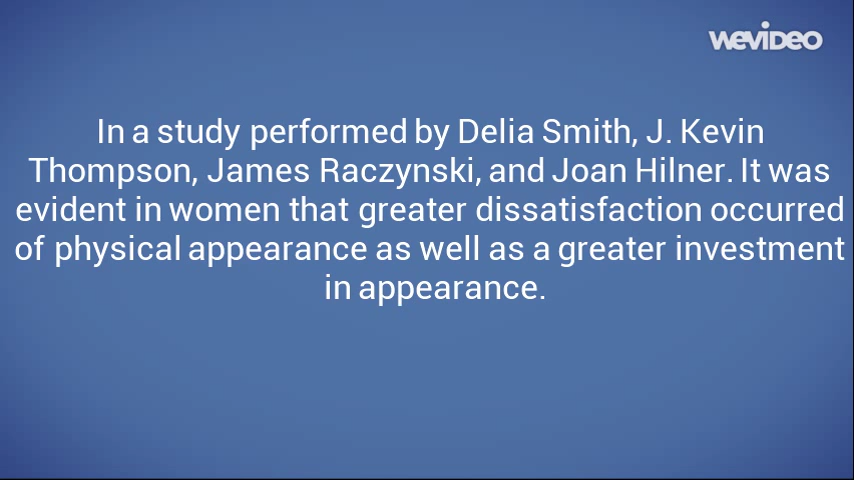 WEVIDEO
In a study performed by Delia Smith, J. Kevin
Thompson, James Raczynski, and Joan Hilner. It was
evident in women that greater dissatisfaction occurred
of physical appearance as well as a greater investment
in appearance.